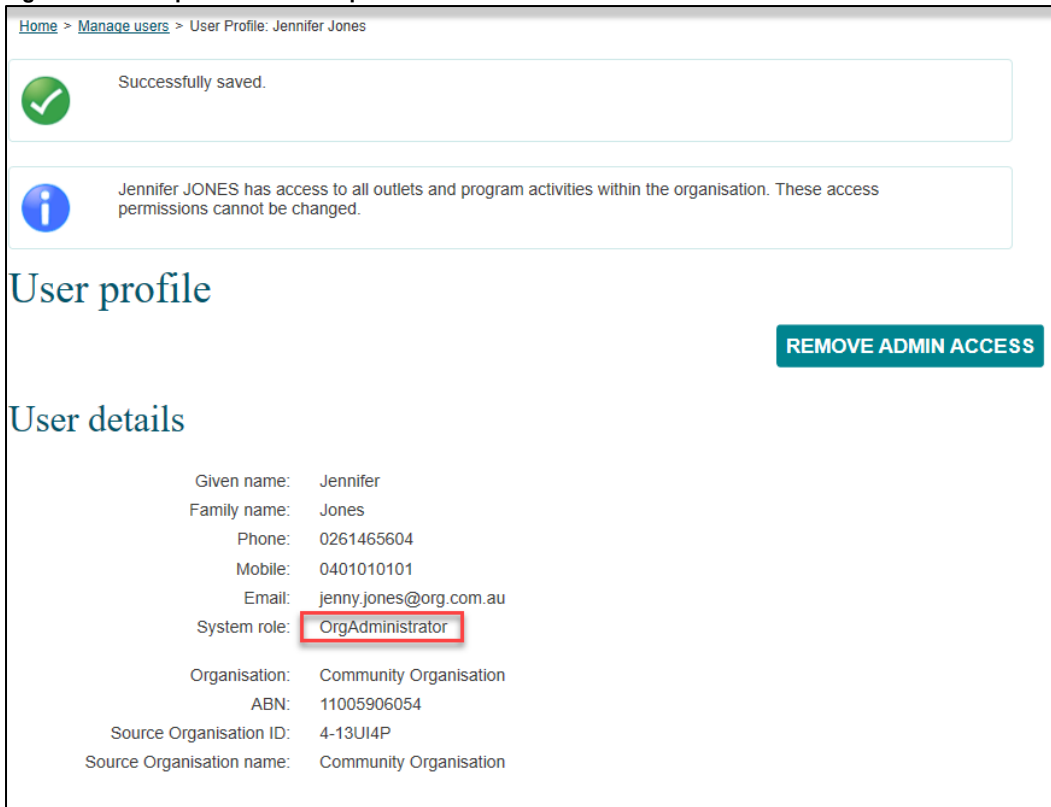 Home > Manage users > User Profile: Jennifer Jones
Successfully saved.
Jennifer JONES has access to all outlets and program activities within the organisation. These access
permissions cannot be changed.
User profile
REMOVE ADMIN ACCESS
User details
Given name: Jennifer
Family name: Jones
Phone: 0261465604
Mobile: 0401010101
Email: jenny.jones@org.com.au
System role: OrgAdministrator
Organisation: Community Organisation
ABN: 11005906054
Source Organisation ID: 4-13UI4P
Source Organisation name: Community Organisation